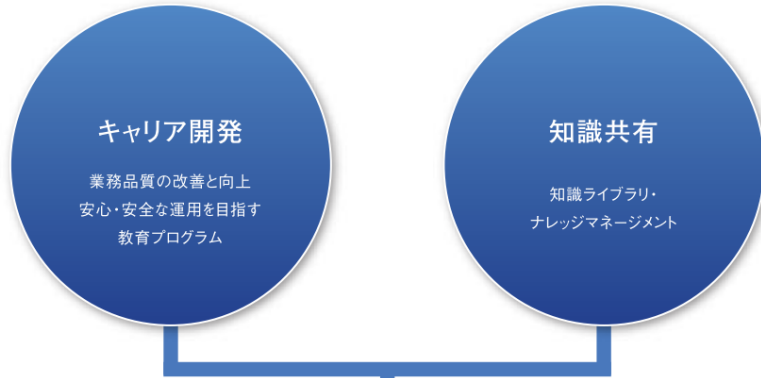 キャリア開発
業務品質の改善と向上
安心・安全な運用を目指す
教育プログラム
知識共有
知識ライブラリ・
ナレッジマネージメント